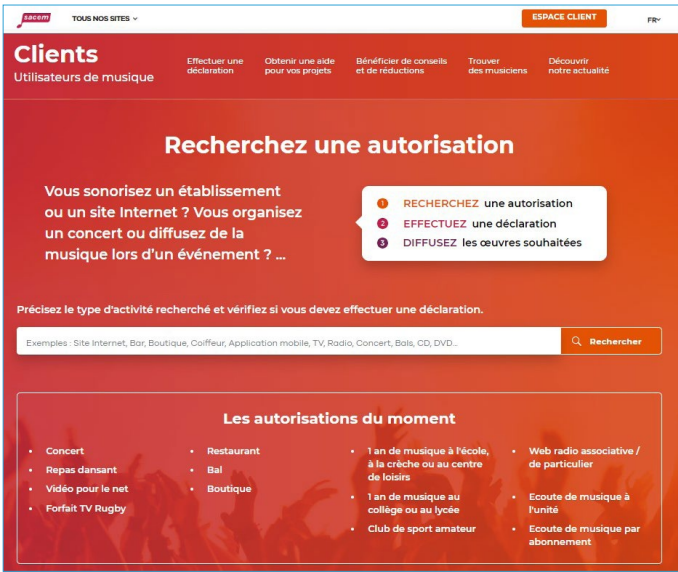 sacem
TOUS NOS SITES
ESPACE CLIENT
FR
Clients
Utilisateurs de musique
Effectuer une
déclaration
Obtenir une aide
pour vos projets
Bénéficier de conseils
et de réductions
Trouver
des musiciens
Découvrir
notre actualité
Recherchez une autorisation
Vous sonorisez un établissement
ou un site Internet ? Vous organisez
un concert ou diffusez de la
musique lors d'un événement ? ...
1 RECHERCHEZ une autorisation
2 EFFECTUEZ une déclaration
3 DIFFUSEZ les œuvres souhaitées
Précisez le type d'activité recherché et vérifiez si vous devez effectuer une déclaration.
Exemples : Site Internet, Bar, Boutique, Coiffeur, Application mobile, TV, Radio, Concert, Bals, CD, DVD...
Rechercher
Les autorisations du moment
• Concert
• Repas dansant
• Vidéo pour le net
• Forfait TV Rugby
• Restaurant
• Bal
• Boutique
• 1 an de musique à l'école,
à la crèche ou au centre
de loisirs
• 1 an de musique au
collège ou au lycée
• Club de sport amateur
• Web radio associative /
de particulier
• Ecoute de musique à
l'unité
• Ecoute de musique par
abonnement